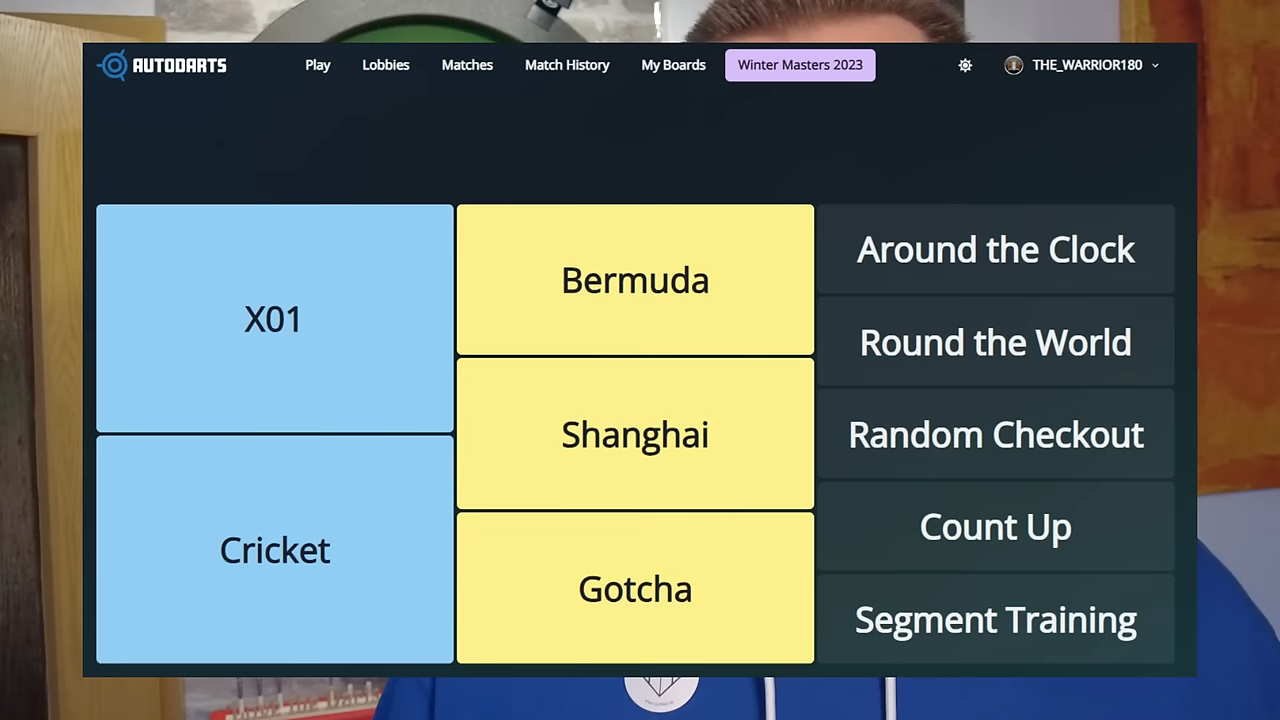 AUTODARTS
Play
Lobbies
Matches
Match History
My Boards
Winter Masters 2023
THE_WARRIOR180
X01
Cricket
Bermuda
Shanghai
Gotcha
Around the Clock
Round the World
Random Checkout
Count Up
Segment Training